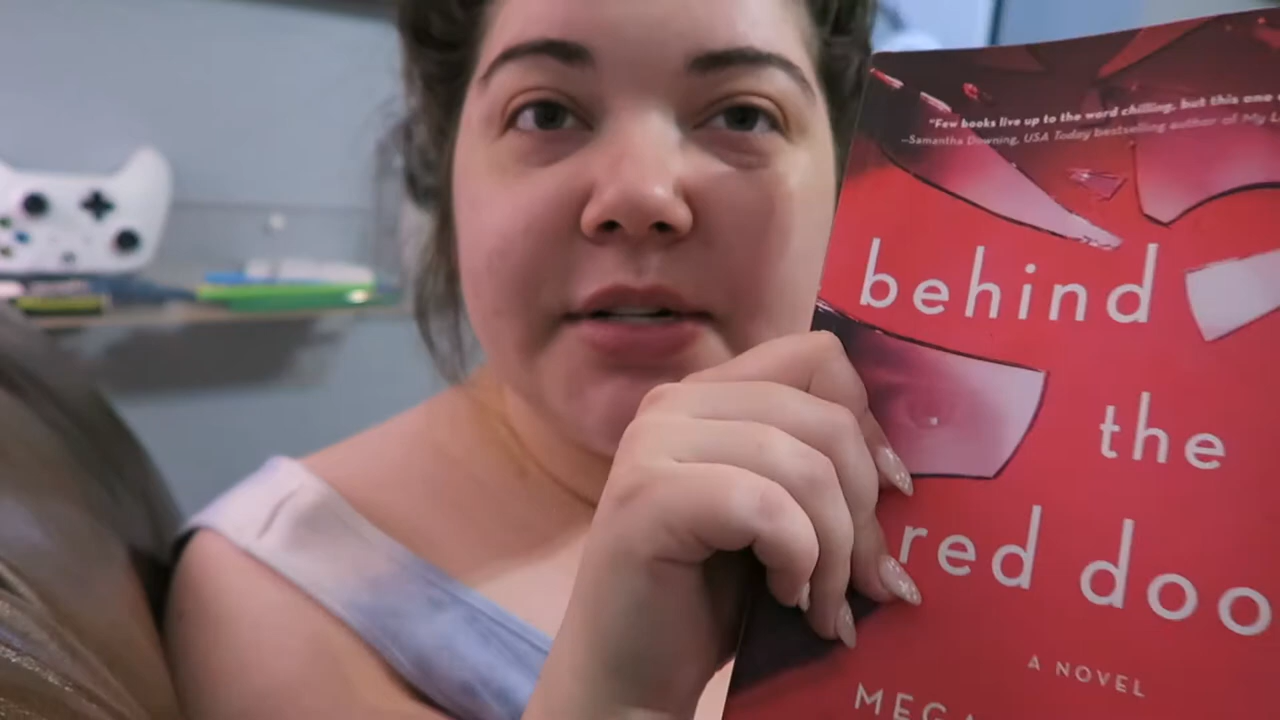 "Few books live up to the word chilling, but this one
—Samantha Downing, USA Today bestselling author of My L
behind
the
red doo
A NOVEL
MEGA